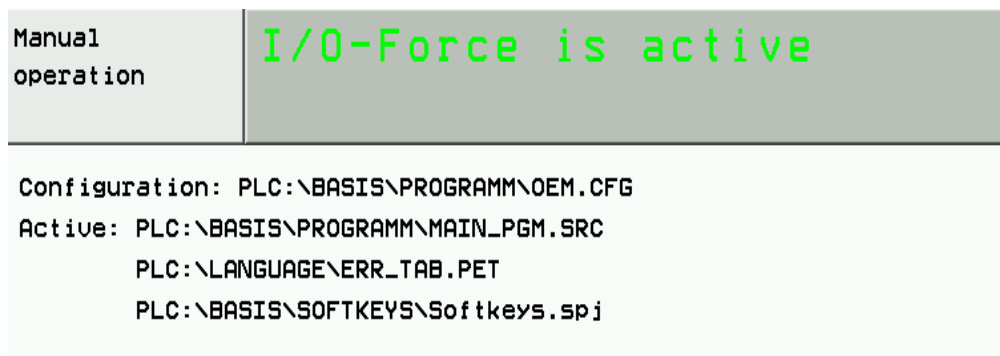 Manual
operation
I/O-Force is active
Configuration: PLC:\BASIS\PROGRAMM\OEM.CFG
Active: PLC:\BASIS\PROGRAMM\MAIN_PGM.SRC
PLC:\LANGUAGE\ERR_TAB.PET
PLC:\BASIS\SOFTKEYS\Softkeys.spj